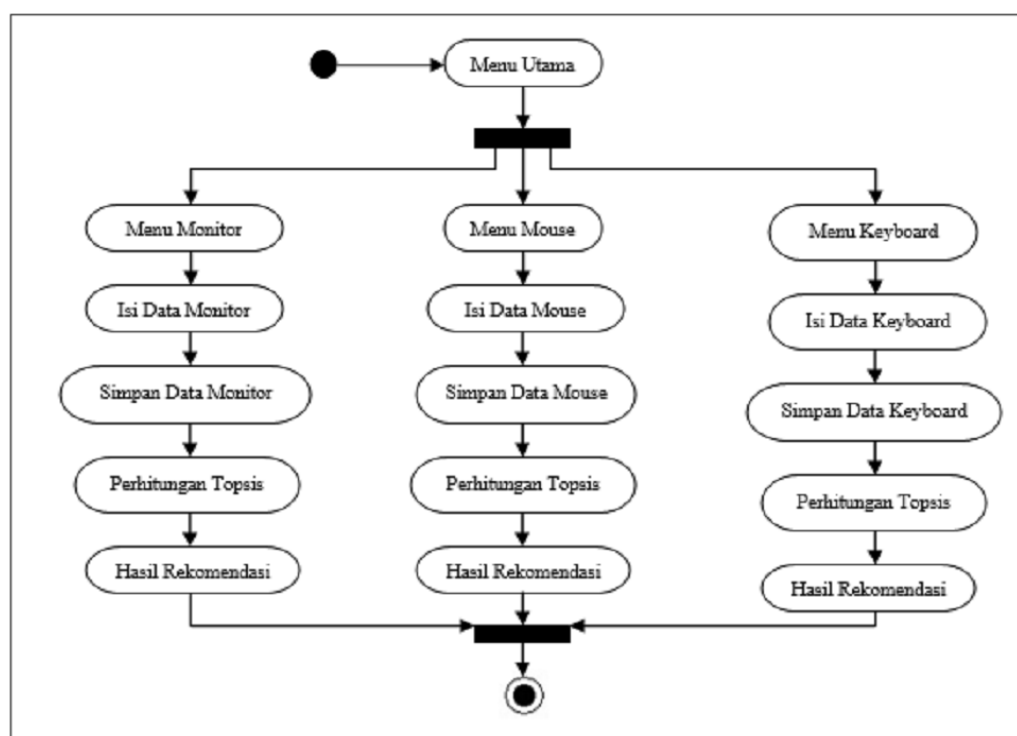 Menu Utama
Menu Monitor
Menu Mouse
Menu Keyboard
Isi Data Monitor
Isi Data Mouse
Isi Data Keyboard
Simpan Data Monitor
Simpan Data Mouse
Simpan Data Keyboard
Perhitungan Topsis
Perhitungan Topsis
Perhitungan Topsis
Hasil Rekomendasi
Hasil Rekomendasi
Hasil Rekomendasi